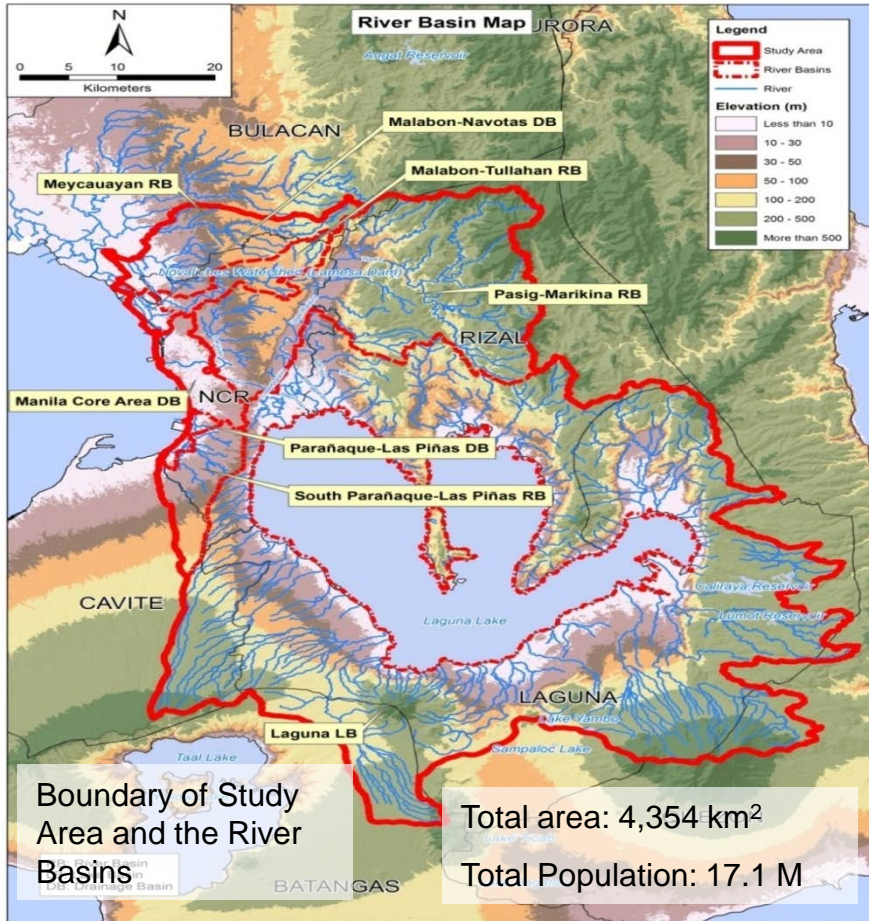 River Basin Map
URORA
N
0 5 10 20
Kilometers
Angat Reservoir
Legend
Study Area
River Basins
River
Elevation (m)
Less than 10
10 - 30
30 - 50
50 - 100
100 - 200
200 - 500
More than 500
BULACAN
Malabon-Navotas DB
Malabon-Tullahan RB
Meycauayan RB
Pasig-Marikina RB
RIZAL
NCR
Manila Core Area DB
Parañaque-Las Piñas DB
South Parañaque-Las Piñas RB
Caliraya Reservoir
CAVITE
Lumot Reservoir
Laguna Lake
LAGUNA
Lake Yambo
Laguna LB
Sampaloc Lake
Taal Lake
Boundary of Study
Area and the River
Basins
Total area: 4,354 km²
Total Population: 17.1 M
DB: Drainage Basin
BATANGAS